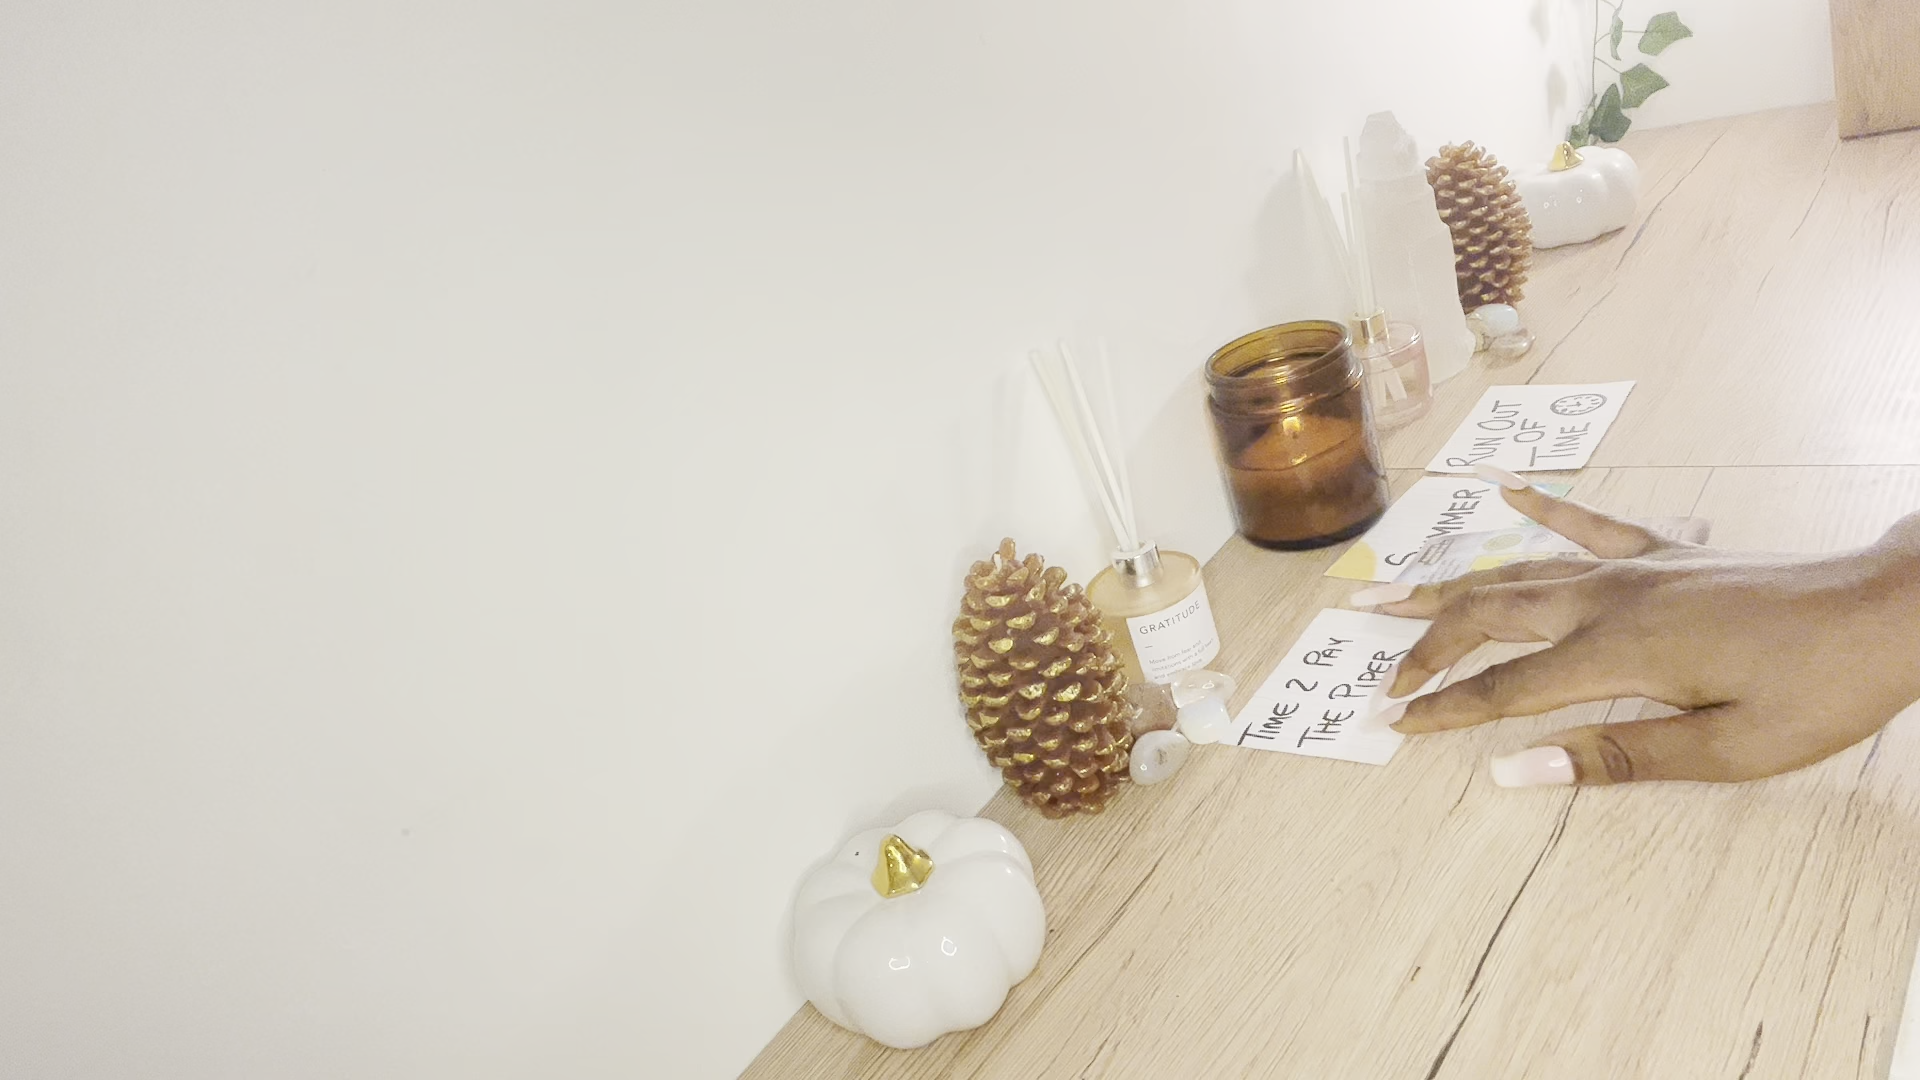 RUN OUT
OF
TIME
SUMMER
TIME 2 PAY
THE PIPER
GRATITUDE